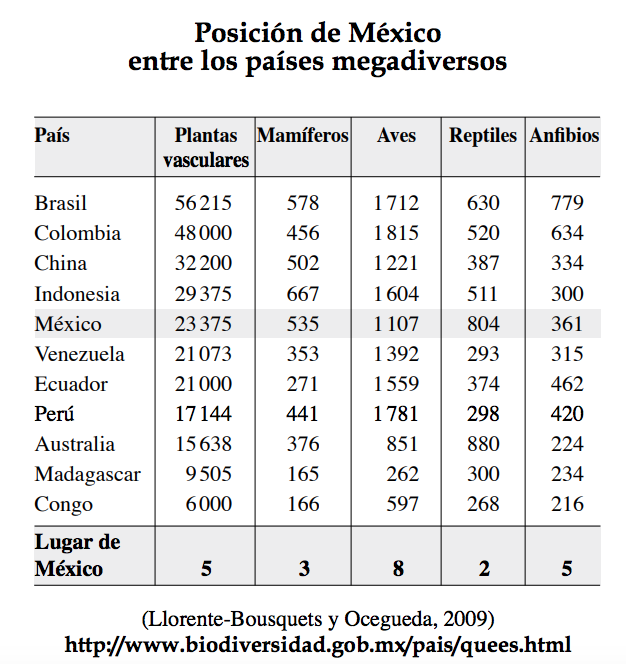 Posición de México
entre los países megadiversos
País Plantas vasculares Mamíferos Aves Reptiles Anfibios
Brasil 56 215 578 1 712 630 779
Colombia 48 000 456 1 815 520 634
China 32 200 502 1 221 387 334
Indonesia 29 375 667 1 604 511 300
México 23 375 535 1 107 804 361
Venezuela 21 073 353 1 392 293 315
Ecuador 21 000 271 1 559 374 462
Perú 17 144 441 1 781 298 420
Australia 15 638 376 851 880 224
Madagascar 9 505 165 262 300 234
Congo 6 000 166 597 268 216
Lugar de
México 5 3 8 2 5
(Llorente-Bousquets y Ocegueda, 2009)
http://www.biodiversidad.gob.mx/pais/quees.html